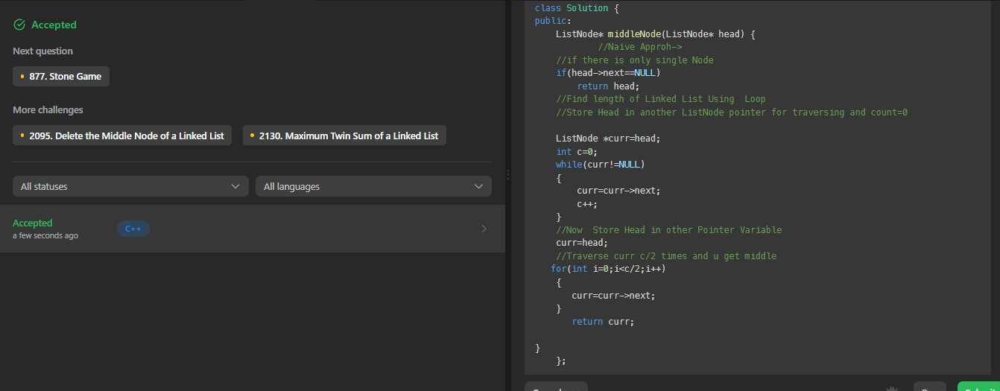 Accepted
Next question
877. Stone Game
More challenges
2095. Delete the Middle Node of a Linked List
2130. Maximum Twin Sum of a Linked List
All statuses
All languages
Accepted
C++
a few seconds ago
class Solution {
public:
    ListNode* middleNode(ListNode* head) {
            //Naive Approh->
    //if there is only single Node
    if(head->next==NULL)
        return head;
    //Find length of Linked List Using  Loop
    //Store Head in another ListNode pointer for traversing and count=0
    ListNode *curr=head;
    int c=0;
    while(curr!=NULL)
    {
        curr=curr->next;
        c++;
    }
    //Now  Store Head in other Pointer Variable
    curr=head;
    //Traverse curr c/2 times and u get middle
   for(int i=0;i<c/2;i++)
    {
       curr=curr->next;
    }
       return curr;
}
    };